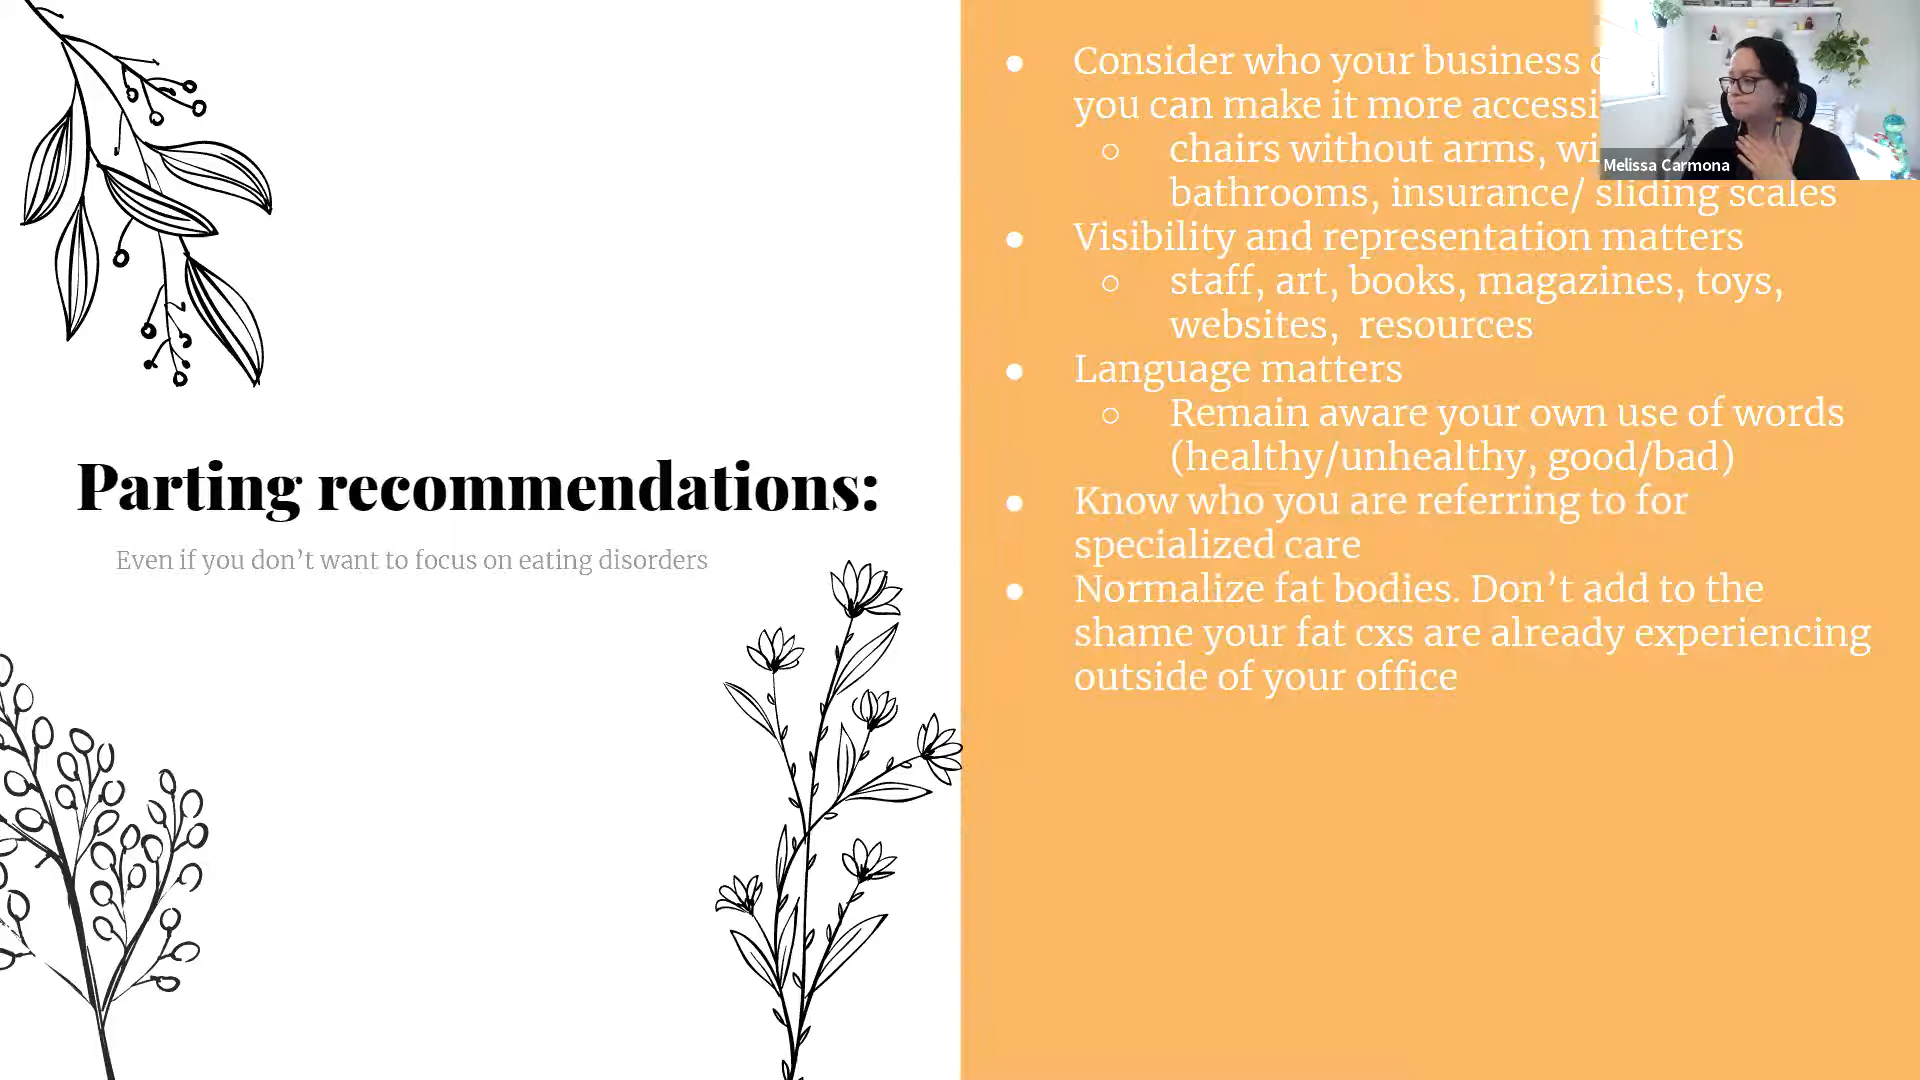 Parting recommendations:
Even if you don't want to focus on eating disorders
● Consider who your business
you can make it more
○ chairs without arms,
bathrooms, insurance/ sliding scales
● Visibility and representation matters
○ staff, art, books, magazines, toys,
websites,  resources
● Language matters
○ Remain aware your own use of words
(healthy/unhealthy, good/bad)
● Know who you are referring to for
specialized care
● Normalize fat bodies. Don't add to the
shame your fat cxs are already experiencing
outside of your office
Melissa Carmona